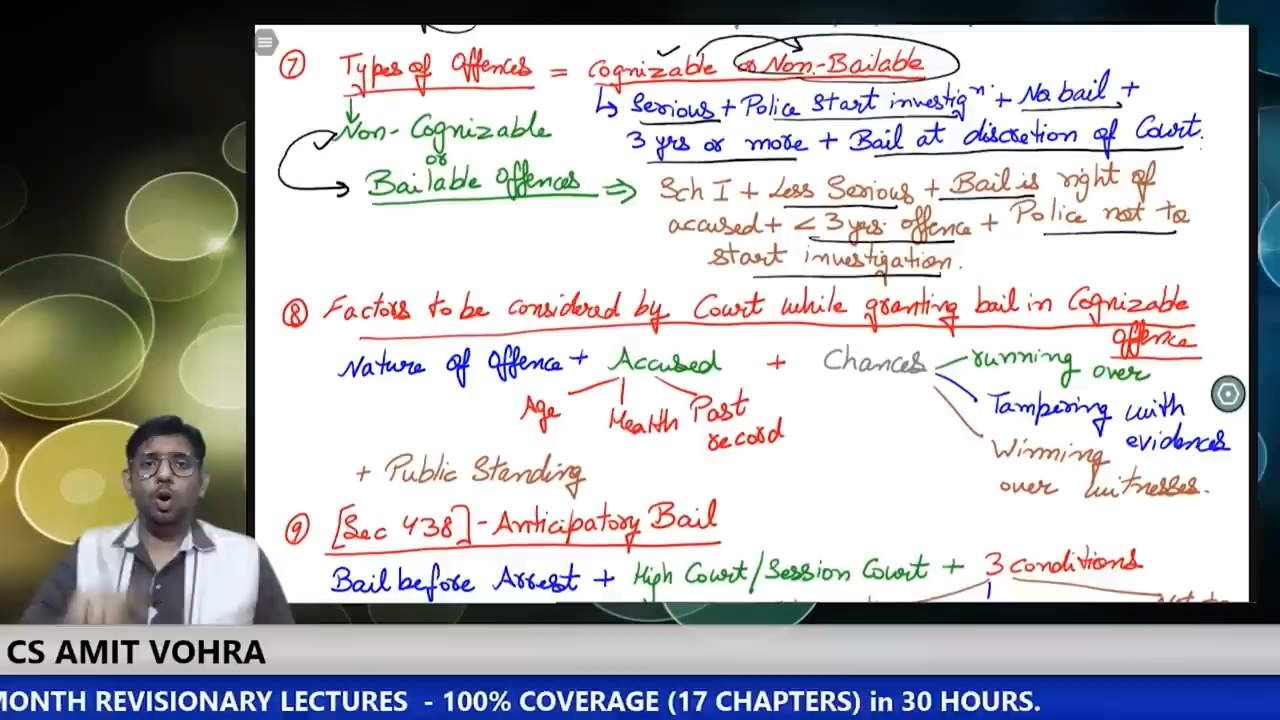 ⑦ Types of Offences = Cognizable or Non-Bailable
↳ Serious + Police Start investigⁿ. + No bail +
3 yrs or more + Bail at discretion of Court.
Non-Cognizable
or
Bailable Offences ⇒ Sch I + Less Serious + Bail is right of
accused + < 3 yrs. offence + Police not to
start investigation.
⑧ Factors to be considered by Court while granting bail in Cognizable
offence
Nature of Offence + Accused + Chances
running over
Age Health Past record
Tampering with evidences
Winning over witnesses.
+ Public Standing
⑨ [Sec 438] - Anticipatory Bail
Bail before Arrest + High Court/Session Court + 3 conditions
CS AMIT VOHRA
MONTH REVISIONARY LECTURES - 100% COVERAGE (17 CHAPTERS) in 30 HOURS.